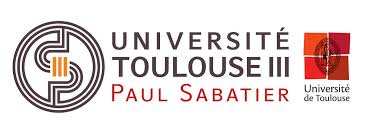 UNIVERSITÉ
TOULOUSE III
PAUL SABATIER
Université
de Toulouse